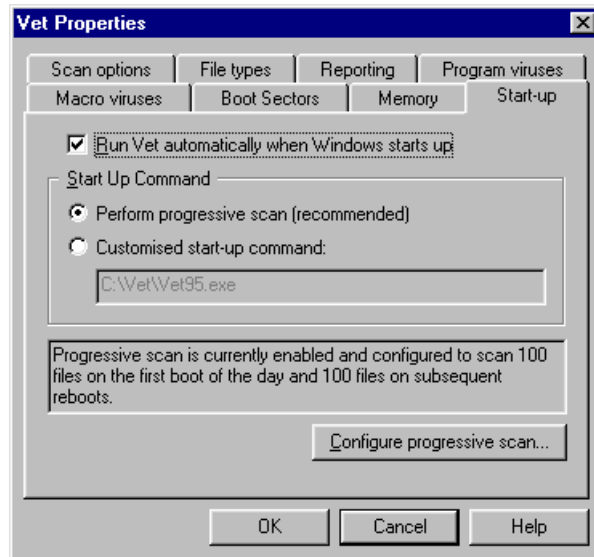 Vet Properties
Scan options File types Reporting Program viruses
Macro viruses Boot Sectors Memory Start-up
Run Vet automatically when Windows starts up
Start Up Command
Perform progressive scan (recommended)
Customised start-up command:
C:\Vet\Vet95.exe
Progressive scan is currently enabled and configured to scan 100
files on the first boot of the day and 100 files on subsequent
reboots.
Configure progressive scan...
OK Cancel Help